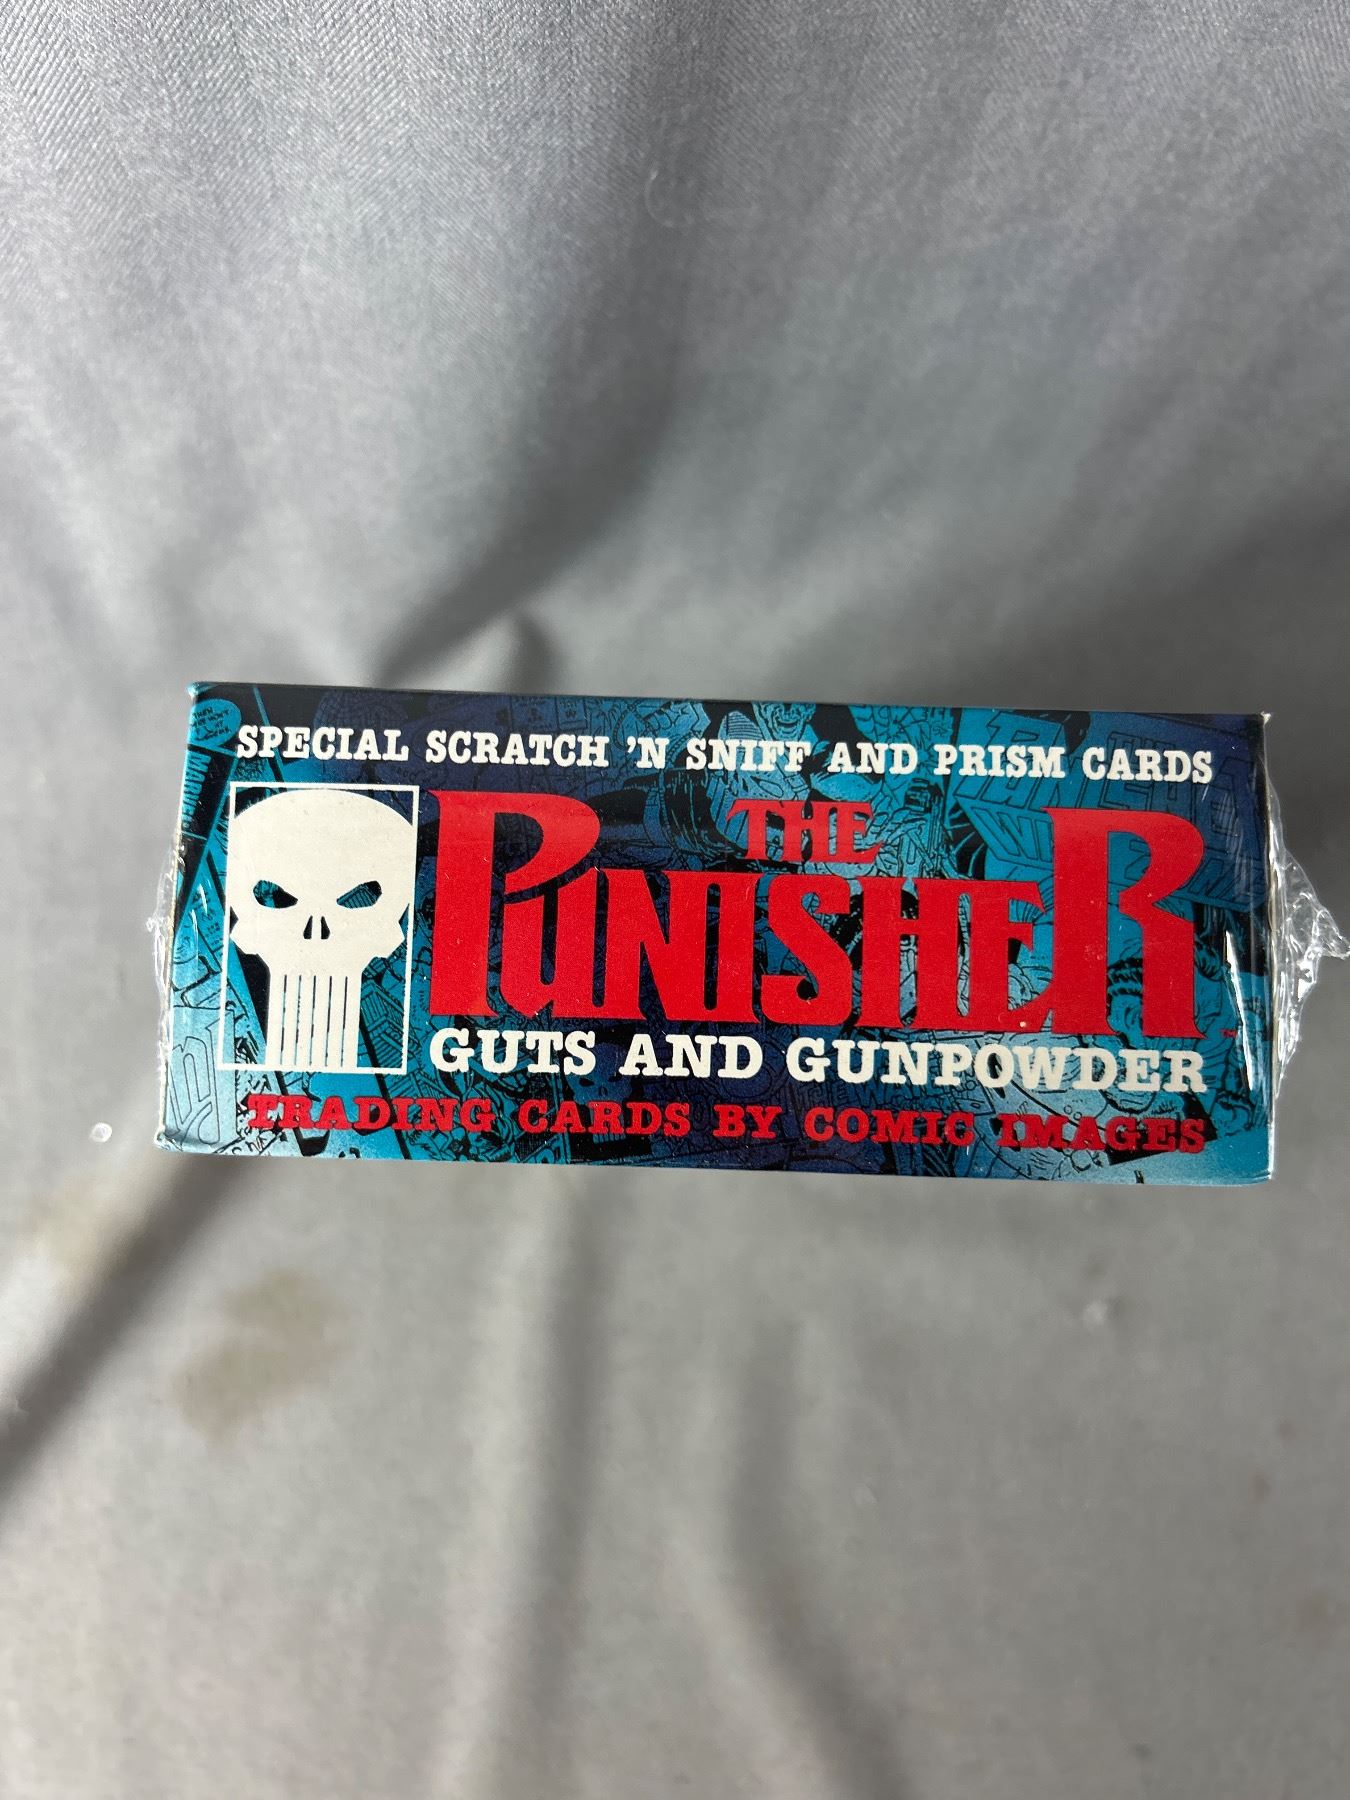 SPECIAL SCRATCH 'N SNIFF AND PRISM CARDS
THE
PUNISHER
GUTS AND GUNPOWDER
TRADING CARDS BY COMIC IMAGES